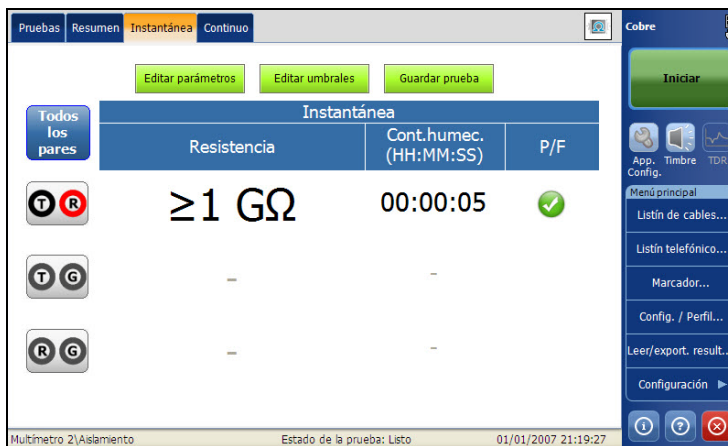 Pruebas Resumen Instantánea Continuo
Editar parámetros Editar umbrales Guardar prueba
Todos los pares
Instantánea
Resistencia Cont.humec. (HH:MM:SS) P/F
T R ≥1 GΩ 00:00:05
T G – –
R G – –
Multímetro 2\Aislamiento Estado de la prueba: Listo 01/01/2007 21:19:27
Cobre
Iniciar
App. Config. Timbre TDR
Menú principal
Listín de cables...
Listín telefónico...
Marcador...
Config. / Perfil...
Leer/export. result..
Configuración